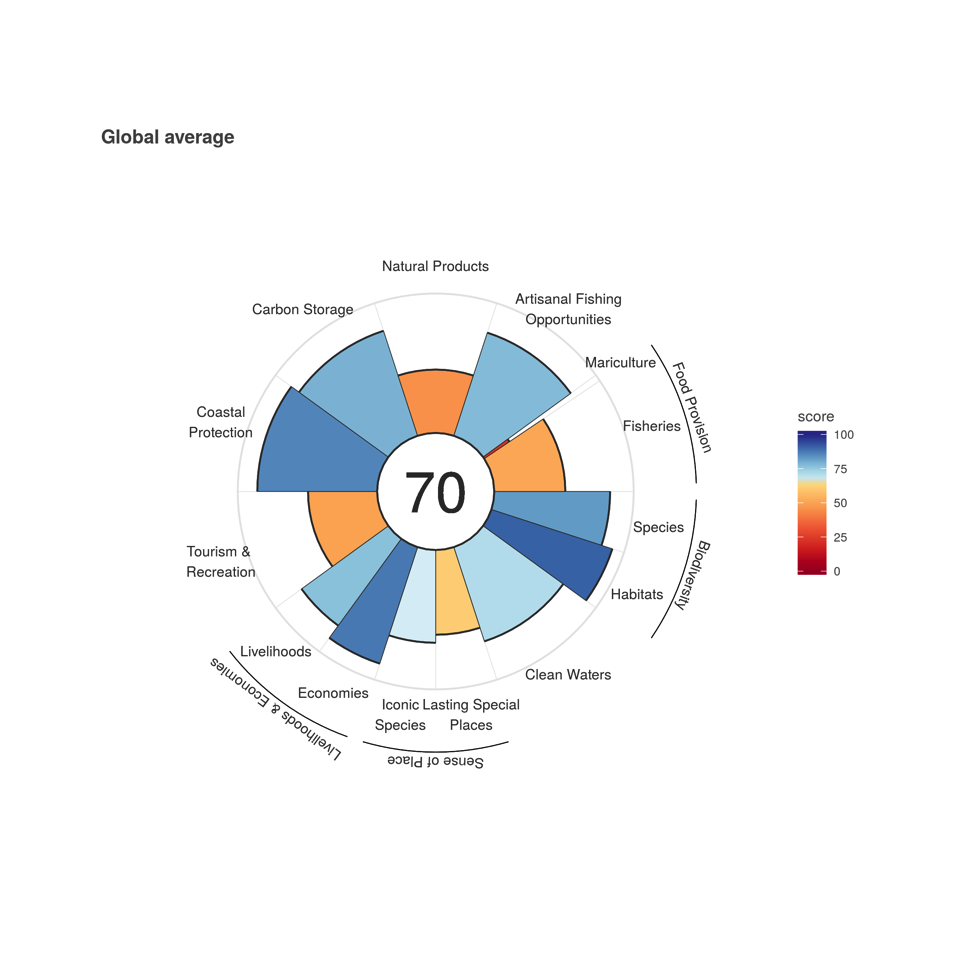 Global average
Natural Products
Artisanal Fishing
Opportunities
Carbon Storage
Mariculture
Food Provision
Coastal
Protection
Fisheries
score
100
75
50
25
0
70
Species
Biodiversity
Habitats
Tourism &
Recreation
Livelihoods
Clean Waters
Economies
Livelihoods & Economies
Iconic
Species
Lasting Special
Places
Sense of Place